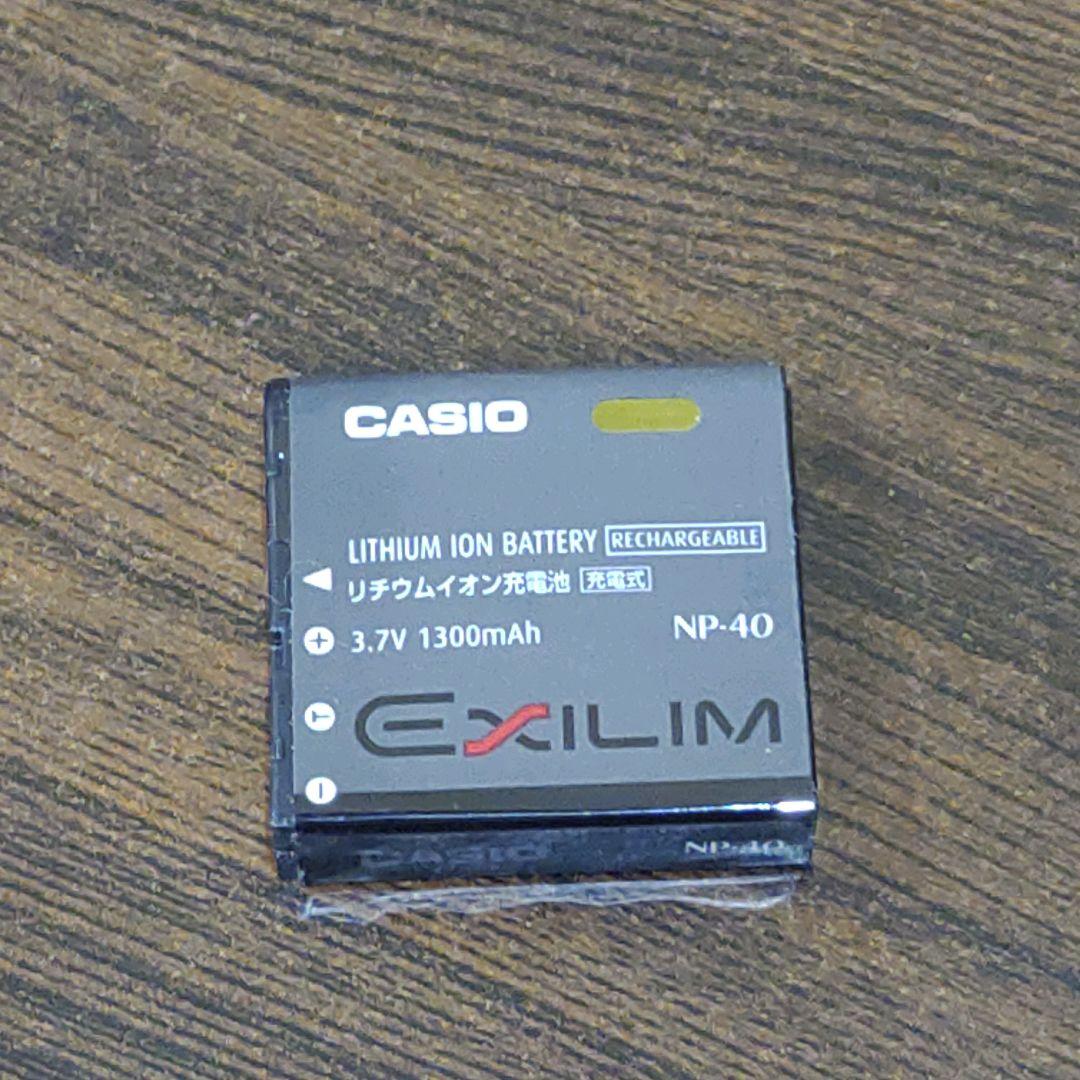 CASIO
LITHIUM ION BATTERY RECHARGEABLE
リチウムイオン充電池 充電式
3.7V 1300mAh NP-40
EXILIM
CASIO NP-40